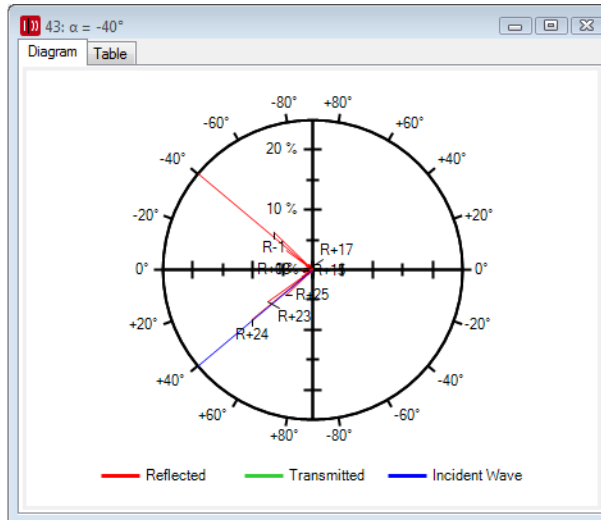 43: α = -40°
Diagram Table
-80° +80°
-60° +60°
20 %
-40° +40°
10 %
-20° +20°
R-1 R+17
0° 0°
R+25
R+23
+20° -20°
R+24
+40° -40°
+60° -60°
+80° -80°
Reflected Transmitted Incident Wave